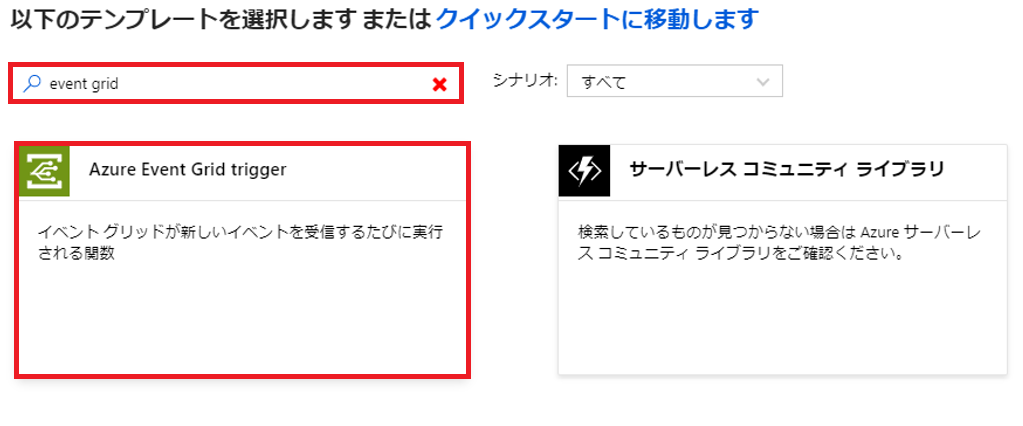 以下のテンプレートを選択します またはクイックスタートに移動します
event grid
シナリオ: すべて
Azure Event Grid trigger
イベント グリッドが新しいイベントを受信するたびに実行
される関数
サーバーレス コミュニティ ライブラリ
検索しているものが見つからない場合は Azure サーバーレ
ス コミュニティ ライブラリをご確認ください。